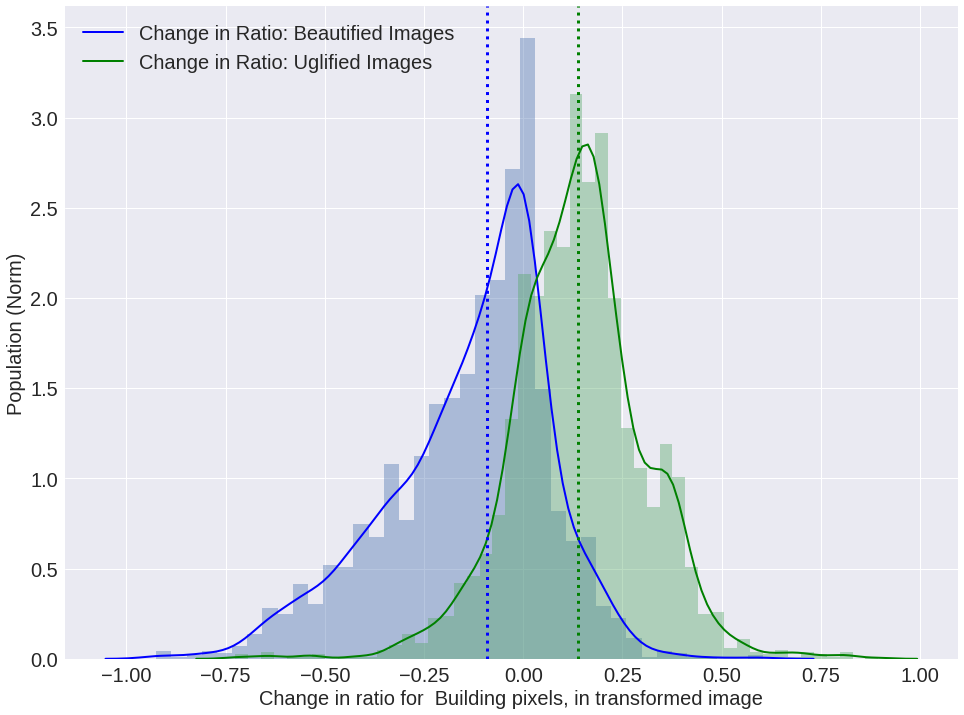 Change in Ratio: Beautified Images
Change in Ratio: Uglified Images
3.5
3.0
2.5
2.0
1.5
1.0
0.5
0.0
Population (Norm)
−1.00 −0.75 −0.50 −0.25 0.00 0.25 0.50 0.75 1.00
Change in ratio for  Building pixels, in transformed image